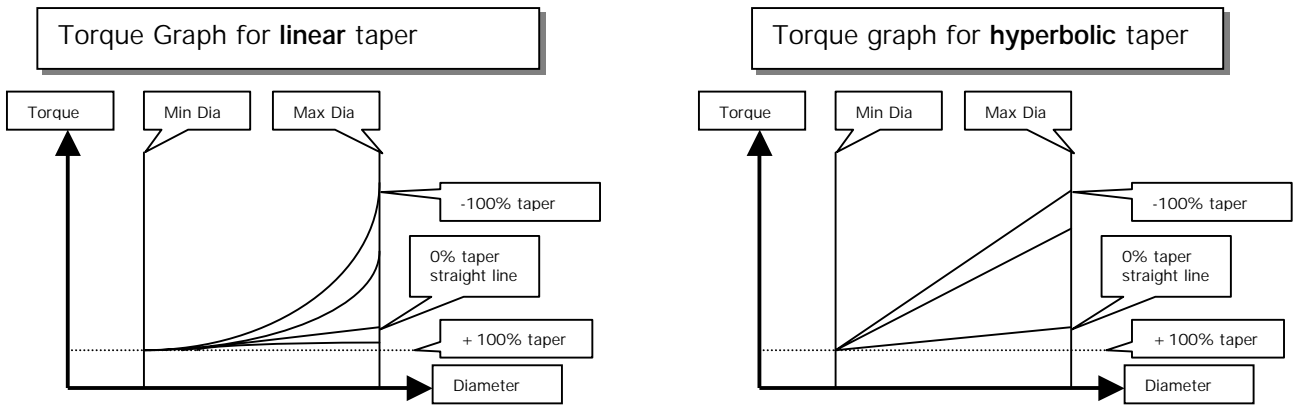 Torque Graph for linear taper
Torque
Min Dia
Max Dia
-100% taper
0% taper
straight line
+ 100% taper
Diameter
Torque graph for hyperbolic taper
Torque
Min Dia
Max Dia
-100% taper
0% taper
straight line
+ 100% taper
Diameter